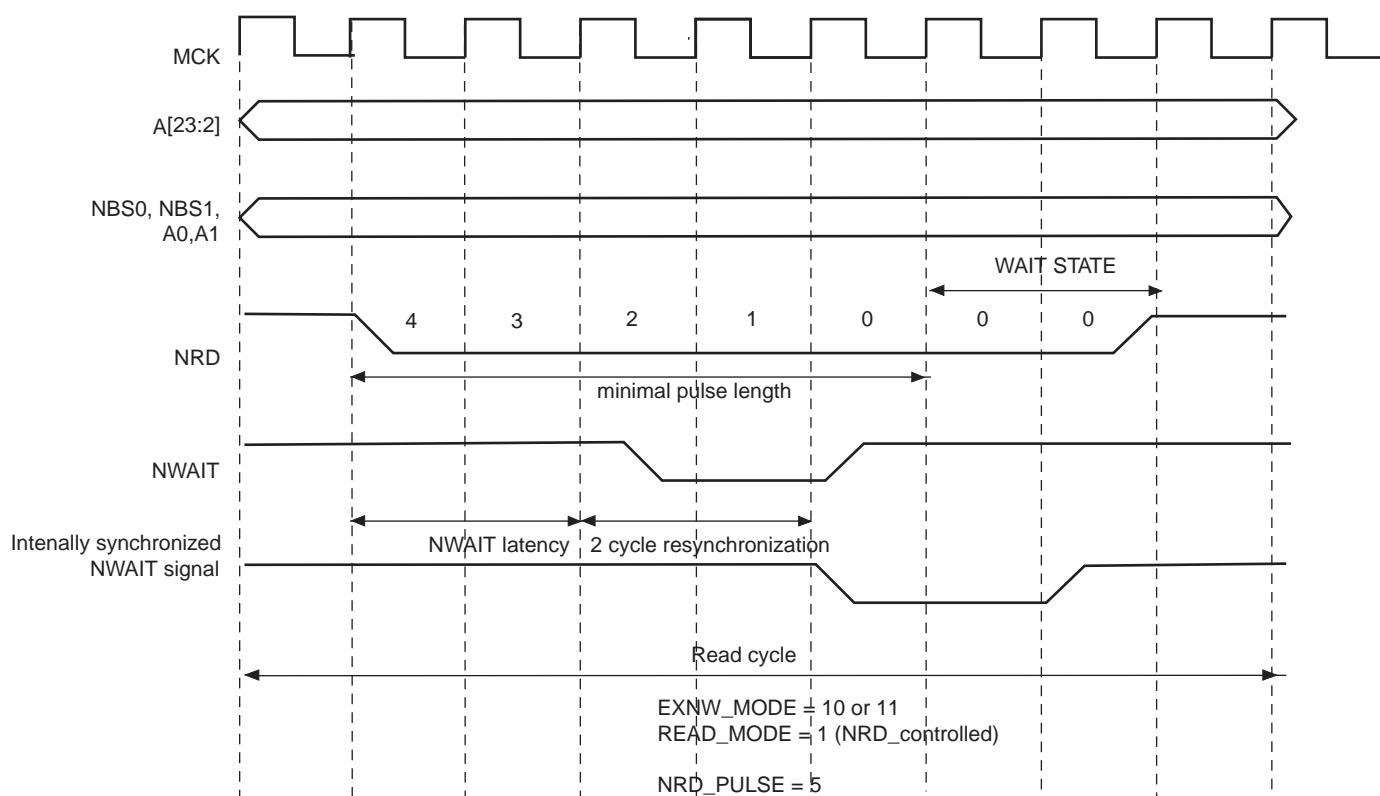 MCK
A[23:2]
NBS0, NBS1,
A0,A1
WAIT STATE
4 3 2 1 0 0 0
NRD
minimal pulse length
NWAIT
Intenally synchronized
NWAIT signal
NWAIT latency 2 cycle resynchronization
Read cycle
EXNW_MODE = 10 or 11
READ_MODE = 1 (NRD_controlled)
NRD_PULSE = 5